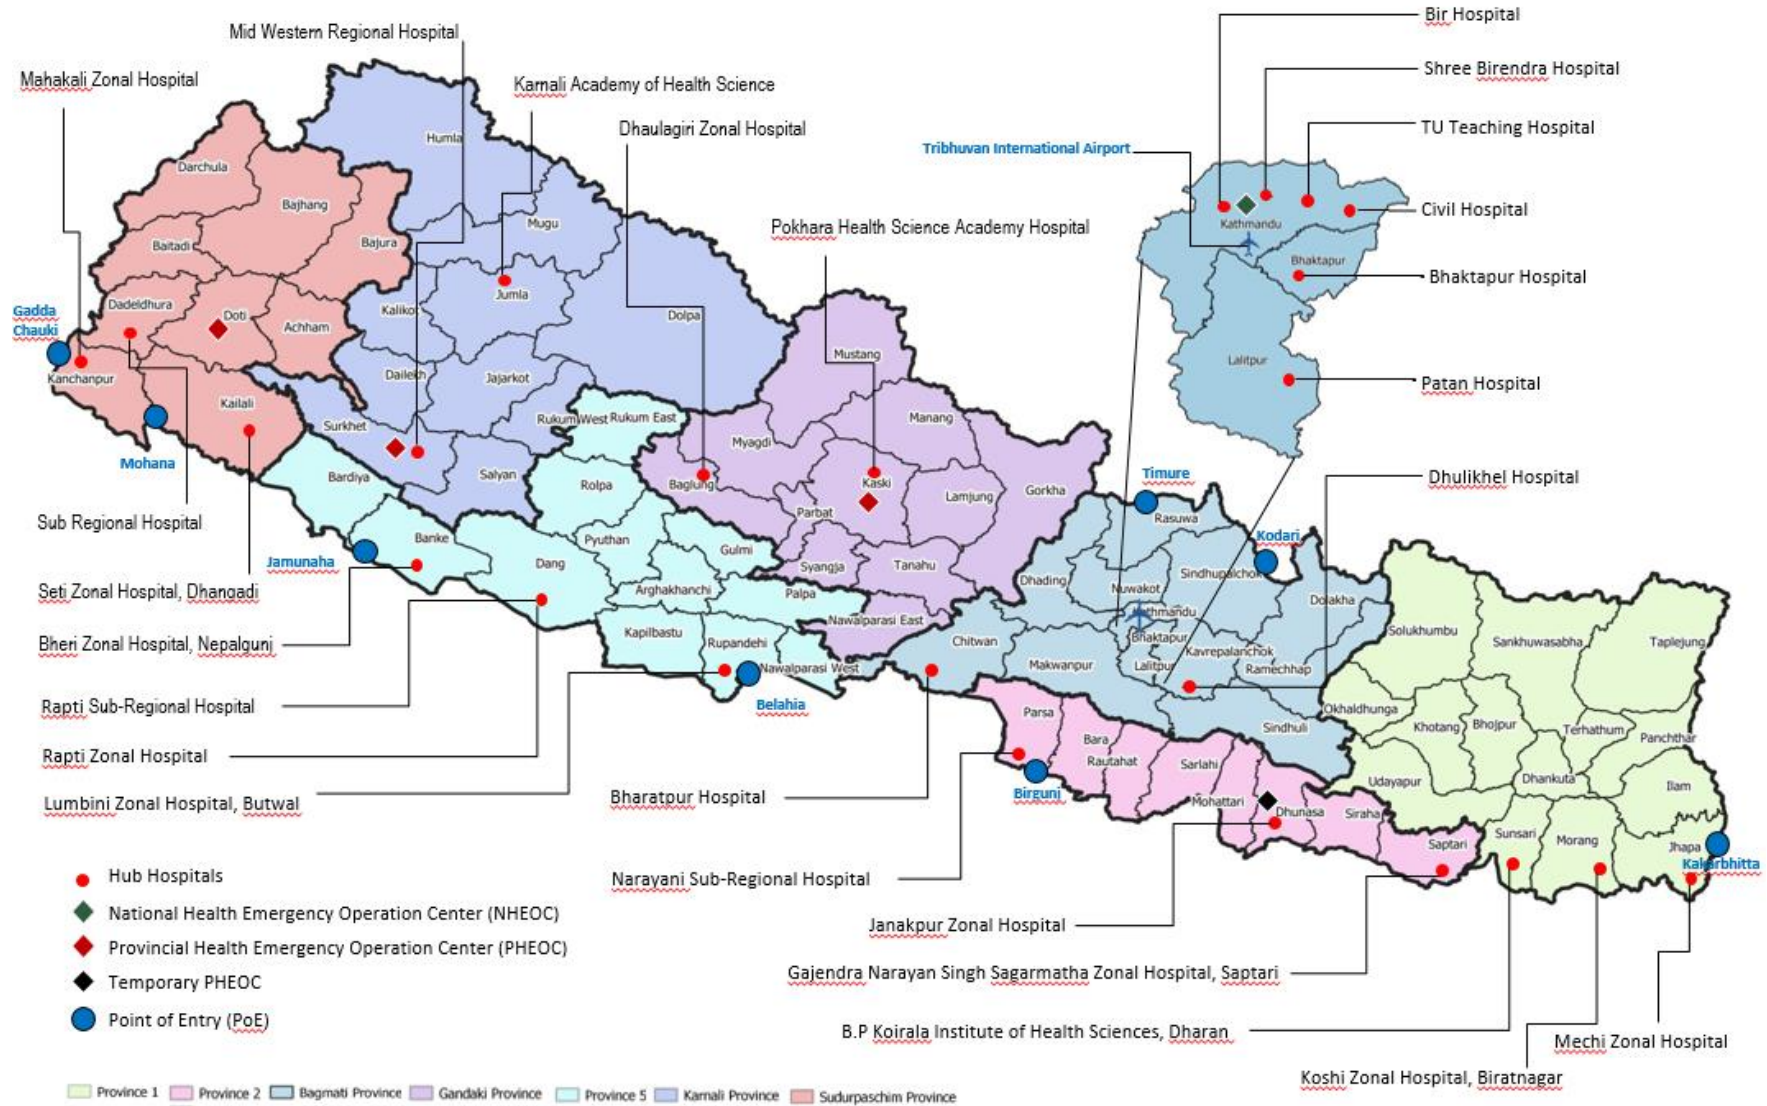 Bir Hospital
Mid Western Regional Hospital
Shree Birendra Hospital
Mahakali Zonal Hospital
Karnali Academy of Health Science
Dhaulagiri Zonal Hospital
TU Teaching Hospital
Tribhuvan International Airport
Humla
Darchula
Bajhang
Civil Hospital
Mugu
Kathmandu
Pokhara Health Science Academy Hospital
Baitadi
Bajura
Bhaktapur
Bhaktapur Hospital
Jumla
Dadeldhura
Gadda
Chauki
Doti
Achham
Kalikot
Dolpa
Mustang
Lalitpur
Kanchanpur
Dailekh
Jajarkot
Patan Hospital
Kailali
Surkhet
Rukum West
Rukum East
Manang
Myagdi
Mohana
Bardiya
Salyan
Rolpa
Baglung
Kaski
Lamjung
Gorkha
Timure
Dhulikhel Hospital
Sub Regional Hospital
Parbat
Rasuwa
Banke
Pyuthan
Gulmi
Kodari
Jamunaha
Dang
Syangja
Tanahu
Dhading
Sindhupalchok
Seti Zonal Hospital, Dhangadi
Arghakhanchi
Palpa
Nuwakot
Dolakha
Kathmandu
Nawalparasi East
Kapilbastu
Rupandehi
Chitwan
Bhaktapur
Solukhumbu
Sankhuwasabha
Taplejung
Bheri Zonal Hospital, Nepalgunj
Kavrepalanchok
Nawalparasi West
Makwanpur
Lalitpur
Ramechhap
Rapti Sub-Regional Hospital
Belahia
Parsa
Okhaldhunga
Sindhuli
Khotang
Bhojpur
Terhathum
Panchthar
Rapti Zonal Hospital
Bara
Rautahat
Sarlahi
Udayapur
Dhankuta
Ilam
Lumbini Zonal Hospital, Butwal
Bharatpur Hospital
Birgunj
Mohattari
Dhunasa
Siraha
Sunsari
Morang
Saptari
Jhapa
Kakarbhitta
Hub Hospitals
Narayani Sub-Regional Hospital
National Health Emergency Operation Center (NHEOC)
Janakpur Zonal Hospital
Provincial Health Emergency Operation Center (PHEOC)
Gajendra Narayan Singh Sagarmatha Zonal Hospital, Saptari
Temporary PHEOC
Point of Entry (PoE)
B.P Koirala Institute of Health Sciences, Dharan
Mechi Zonal Hospital
Koshi Zonal Hospital, Biratnagar
Province 1
Province 2
Bagmati Province
Gandaki Province
Province 5
Karnali Province
Sudurpaschim Province